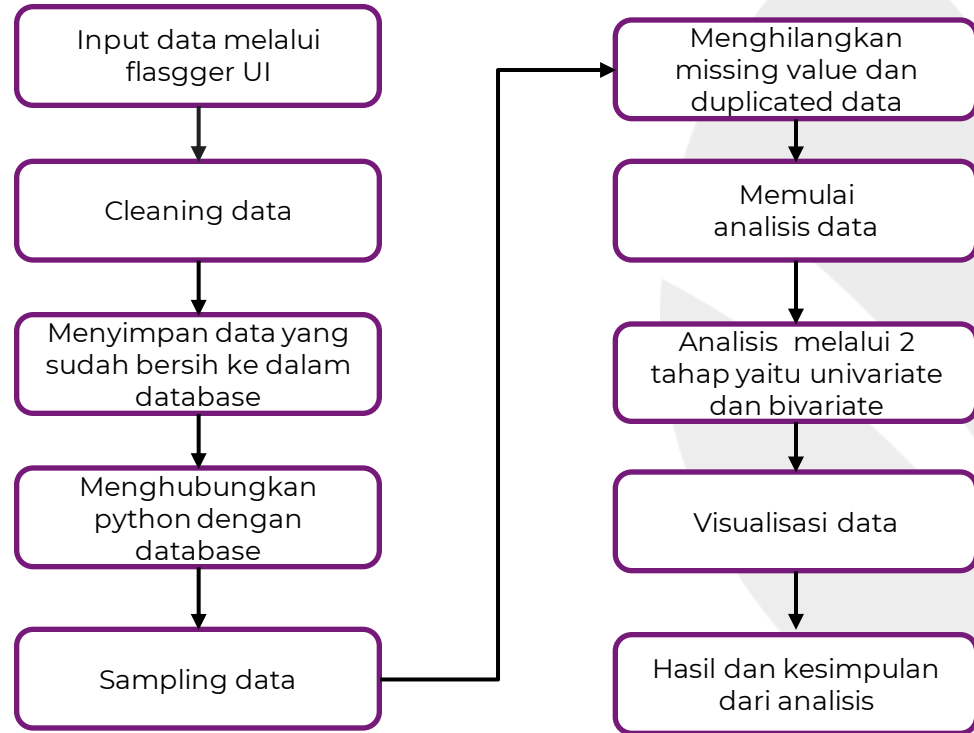 Input data melalui
flasgger UI
Cleaning data
Menyimpan data yang
sudah bersih ke dalam
database
Menghubungkan
python dengan
database
Sampling data
Menghilangkan
missing value dan
duplicated data
Memulai
analisis data
Analisis melalui 2
tahap yaitu univariate
dan bivariate
Visualisasi data
Hasil dan kesimpulan
dari analisis